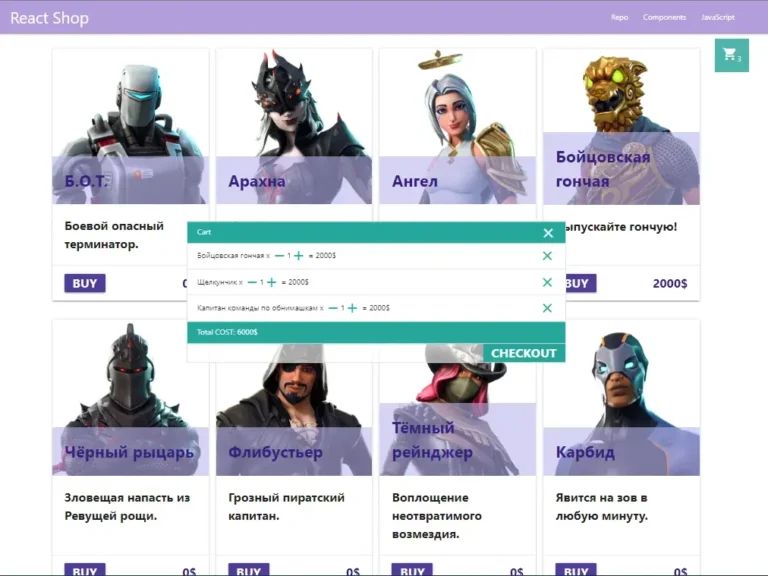 React Shop
Repo Components JavaScript
3
Б.О.Т.
Арахна
Ангел
Бойцовская
гончая
Боевой опасный
терминатор.
ыпускайте гончую!
BUY
BUY 2000$
Cart
Бойцовская гончая x 1 = 2000$
Щелкунчик x 1 = 2000$
Капитан команды по обнимашкам x 1 = 2000$
Total COST: 6000$
CHECKOUT
Чёрный рыцарь
Флибустьер
Тёмный
рейнджер
Карбид
Зловещая напасть из
Ревущей рощи.
Грозный пиратский
капитан.
Воплощение
неотвратимого
возмездия.
Явится на зов в
любую минуту.
BUY 0$
BUY 0$
BUY 0$
BUY 0$